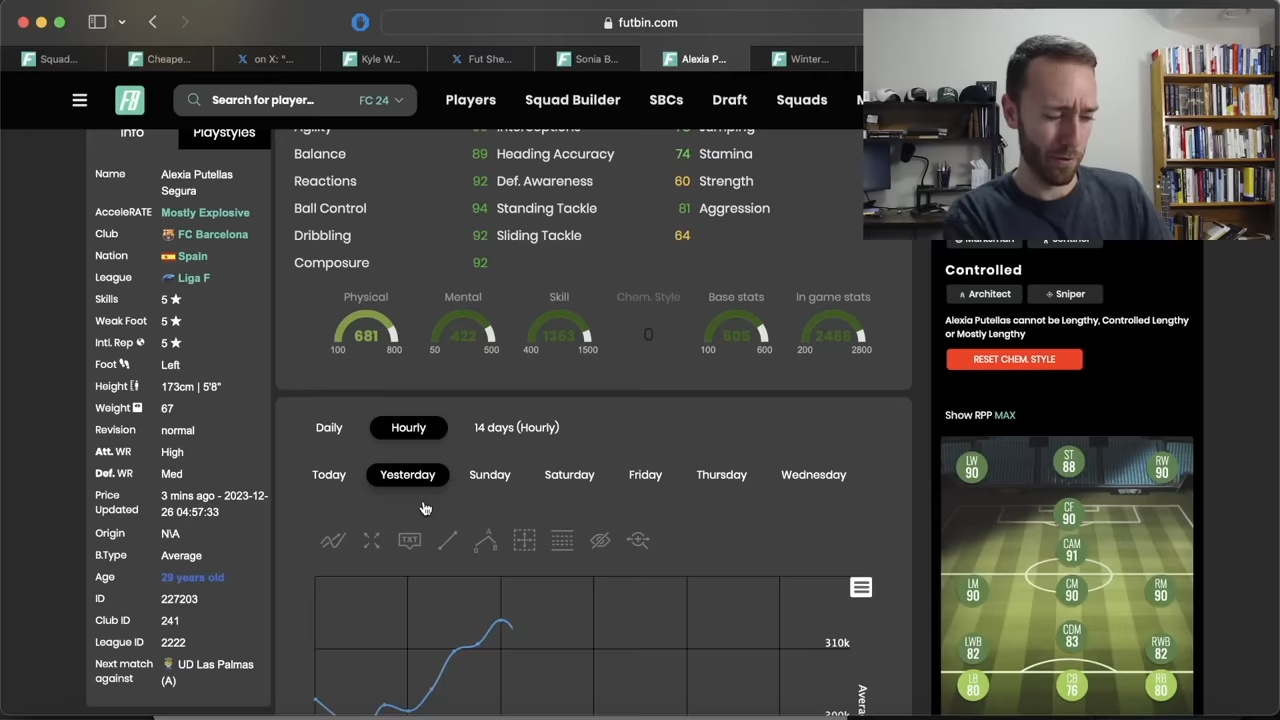 futbin.com
Squad...
Cheape...
on X: "...
Kyle W...
Fut She...
Sonia B...
Alexia P...
Winter...
Search for player...
FC 24
Players
Squad Builder
SBCs
Draft
Squads
Info
Playstyles
Name
Alexia Putellas Segura
AcceleRATE
Mostly Explosive
Club
FC Barcelona
Nation
Spain
League
Liga F
Skills
5
Weak Foot
5
Intl. Rep
5
Foot
Left
Height
173cm | 5'8"
Weight
67
Revision
normal
Att. WR
High
Def. WR
Med
Price Updated
3 mins ago - 2023-12-26 04:57:33
Origin
N\A
B.Type
Average
Age
29 years old
ID
227203
Club ID
241
League ID
2222
Next match against
UD Las Palmas (A)
Agility
Interceptions
Jumping
Balance
89
Heading Accuracy
74
Stamina
Reactions
92
Def. Awareness
60
Strength
Ball Control
94
Standing Tackle
81
Aggression
Dribbling
92
Sliding Tackle
64
Composure
92
Physical
681
100
800
Mental
422
50
500
Skill
1363
400
1500
Chem. Style
0
Base stats
505
100
600
In game stats
2465
200
2800
Daily
Hourly
14 days (Hourly)
Today
Yesterday
Sunday
Saturday
Friday
Thursday
Wednesday
TXT
310k
Marksman
Sentinel
Controlled
Architect
Sniper
Alexia Putellas cannot be Lengthy, Controlled Lengthy
or Mostly Lengthy
RESET CHEM. STYLE
Show RPP MAX
LW
90
ST
88
RW
90
CF
90
CAM
91
LM
90
CM
90
RM
90
CDM
83
LWB
82
RWB
82
LB
80
CB
76
RB
80